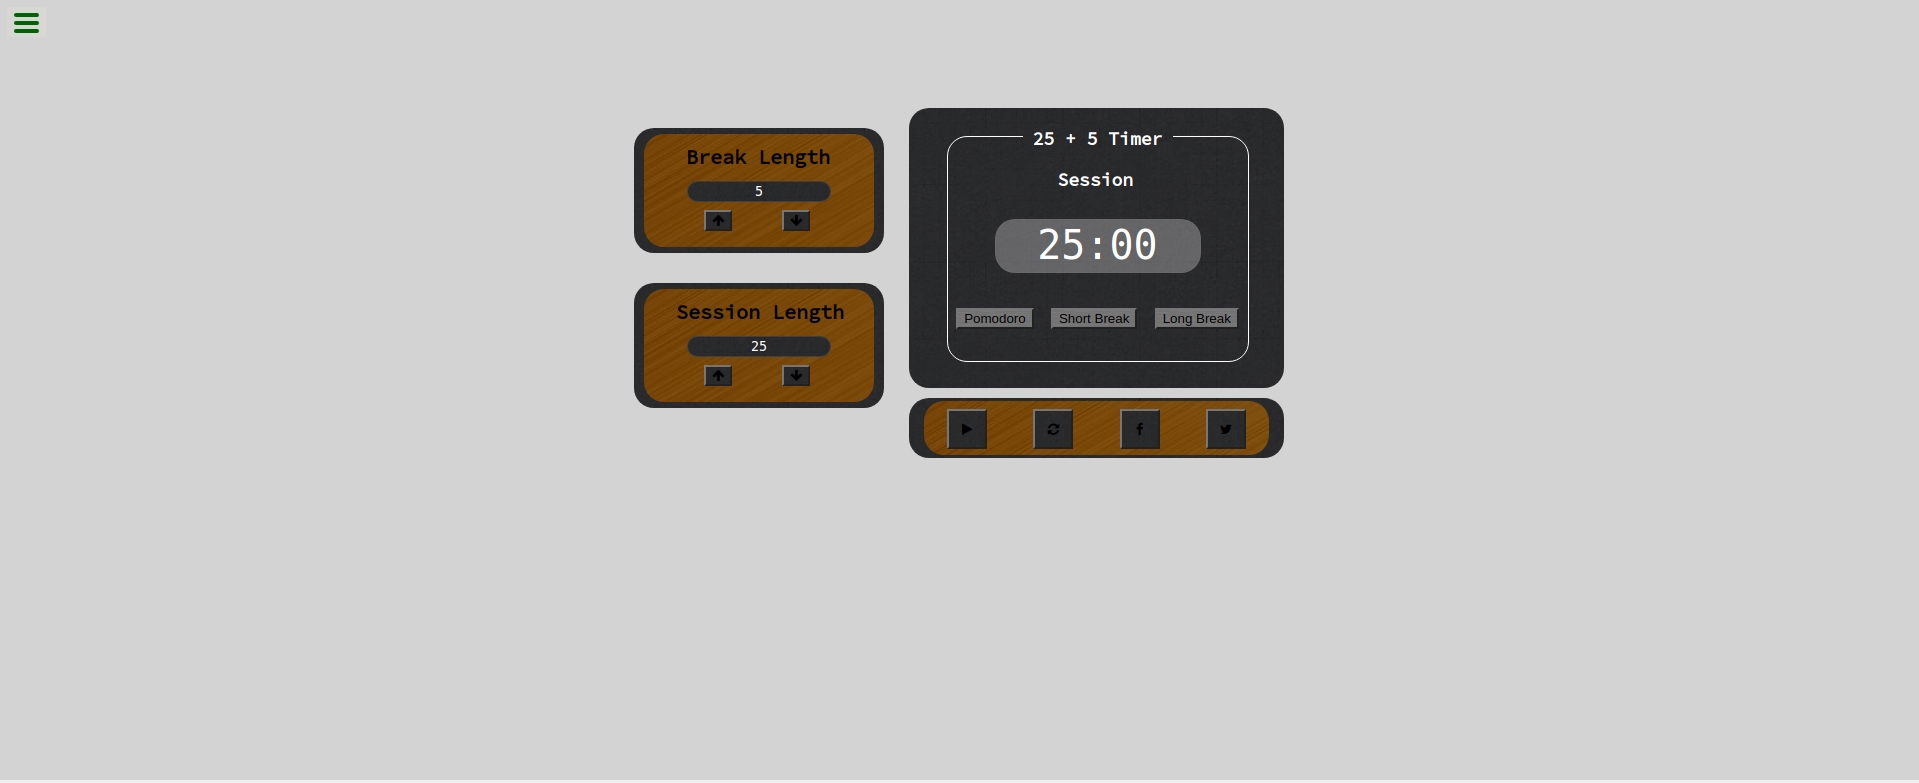 Break Length
5
Session Length
25
25 + 5 Timer
Session
25:00
Pomodoro Short Break Long Break